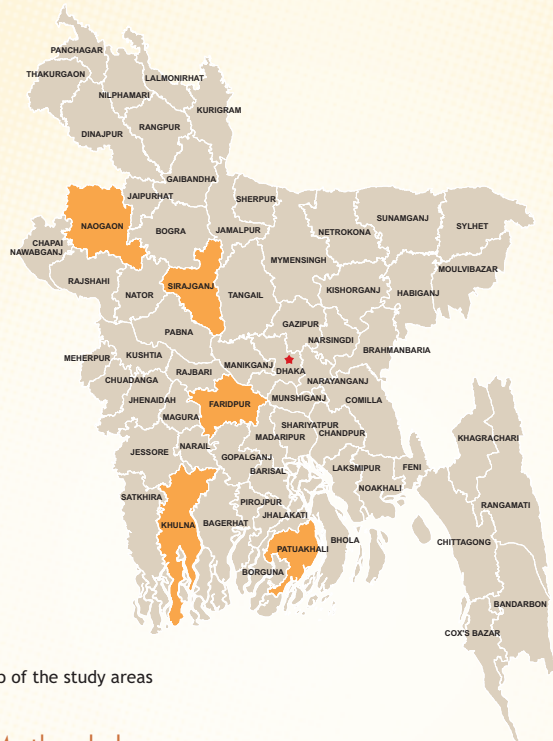 PANCHAGAR
THAKURGAON
LALMONIRHAT
NILPHAMARI
KURIGRAM
RANGPUR
DINAJPUR
GAIBANDHA
JAIPURHAT
SHERPUR
NAOGAON
BOGRA
JAMALPUR
NETROKONA
SUNAMGANJ
SYLHET
CHAPAI
NAWABGANJ
MYMENSINGH
MOULVIBAZAR
RAJSHAHI
NATOR
SIRAJGANJ
TANGAIL
KISHORGANJ
HABIGANJ
GAZIPUR
PABNA
NARSINGDI
BRAHMANBARIA
MEHERPUR
KUSHTIA
RAJBARI
MANIKGANJ
DHAKA
CHUADANGA
NARAYANGANJ
JHENAIDAH
FARIDPUR
MUNSHIGANJ
COMILLA
MAGURA
SHARIYATPUR
MADARIPUR
CHANDPUR
KHAGRACHARI
JESSORE
NARAIL
GOPALGANJ
BARISAL
LAKSMIPUR
FENI
NOAKHALI
SATKHIRA
PIROJPUR
RANGAMATI
KHULNA
BAGERHAT
JHALAKATI
PATUAKHALI
BHOLA
CHITTAGONG
BORGUNA
BANDARBON
COX'S BAZAR
of the study areas